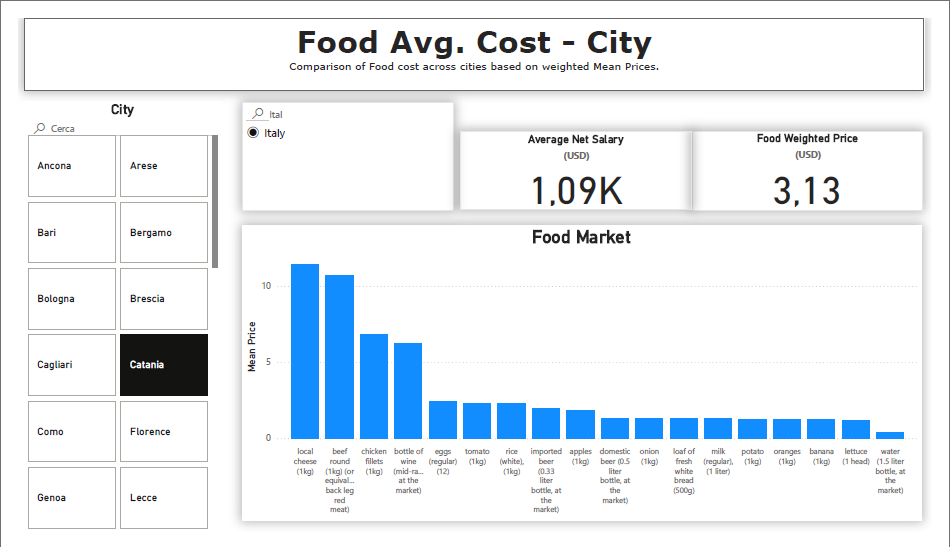 Food Avg. Cost - City
Comparison of Food cost across cities based on weighted Mean Prices.
City
Cerca
Ancona
Arese
Bari
Bergamo
Bologna
Brescia
Cagliari
Catania
Como
Florence
Genoa
Lecce
Ital
Italy
Average Net Salary
(USD)
1,09K
Food Weighted Price
(USD)
3,13
Food Market
Mean Price
10
5
0
local
cheese
(1kg)
beef
round
(1kg) (or
equival...
back leg
red
meat)
chicken
fillets
(1kg)
bottle of
wine
(mid-ra...
at the
market)
eggs
(regular)
(12)
tomato
(1kg)
rice
(white),
(1kg)
imported
beer
(0.33
liter
bottle, at
the
market)
apples
(1kg)
domestic
beer (0.5
liter
bottle, at
the
market)
onion
(1kg)
loaf of
fresh
white
bread
(500g)
milk
(regular),
(1 liter)
potato
(1kg)
oranges
(1kg)
banana
(1kg)
lettuce
(1 head)
water
(1.5 liter
bottle, at
the
market)